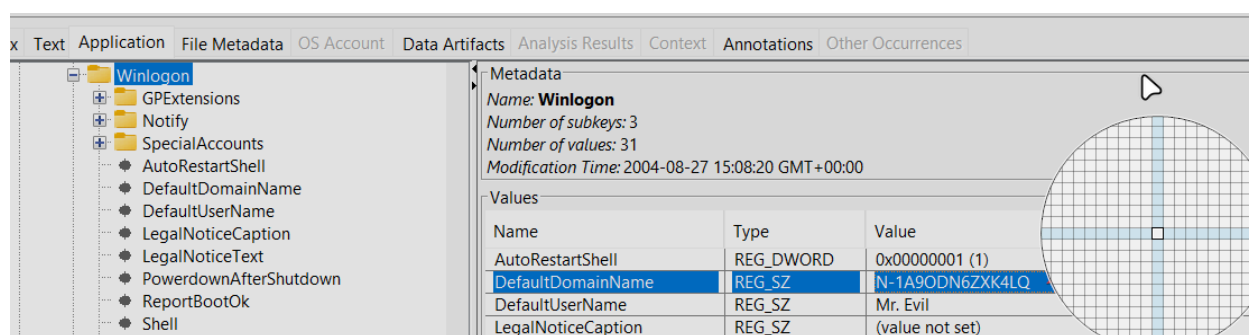 x Text Application File Metadata OS Account Data Artifacts Analysis Results Context Annotations Other Occurrences
Winlogon
GPExtensions
Notify
SpecialAccounts
AutoRestartShell
DefaultDomainName
DefaultUserName
LegalNoticeCaption
LegalNoticeText
PowerdownAfterShutdown
ReportBootOk
Shell
Metadata
Name: Winlogon
Number of subkeys: 3
Number of values: 31
Modification Time: 2004-08-27 15:08:20 GMT+00:00
Values
Name Type Value
AutoRestartShell REG_DWORD 0x00000001 (1)
DefaultDomainName REG_SZ N-1A9ODN6ZXK4LQ
DefaultUserName REG_SZ Mr. Evil
LegalNoticeCaption REG_SZ (value not set)